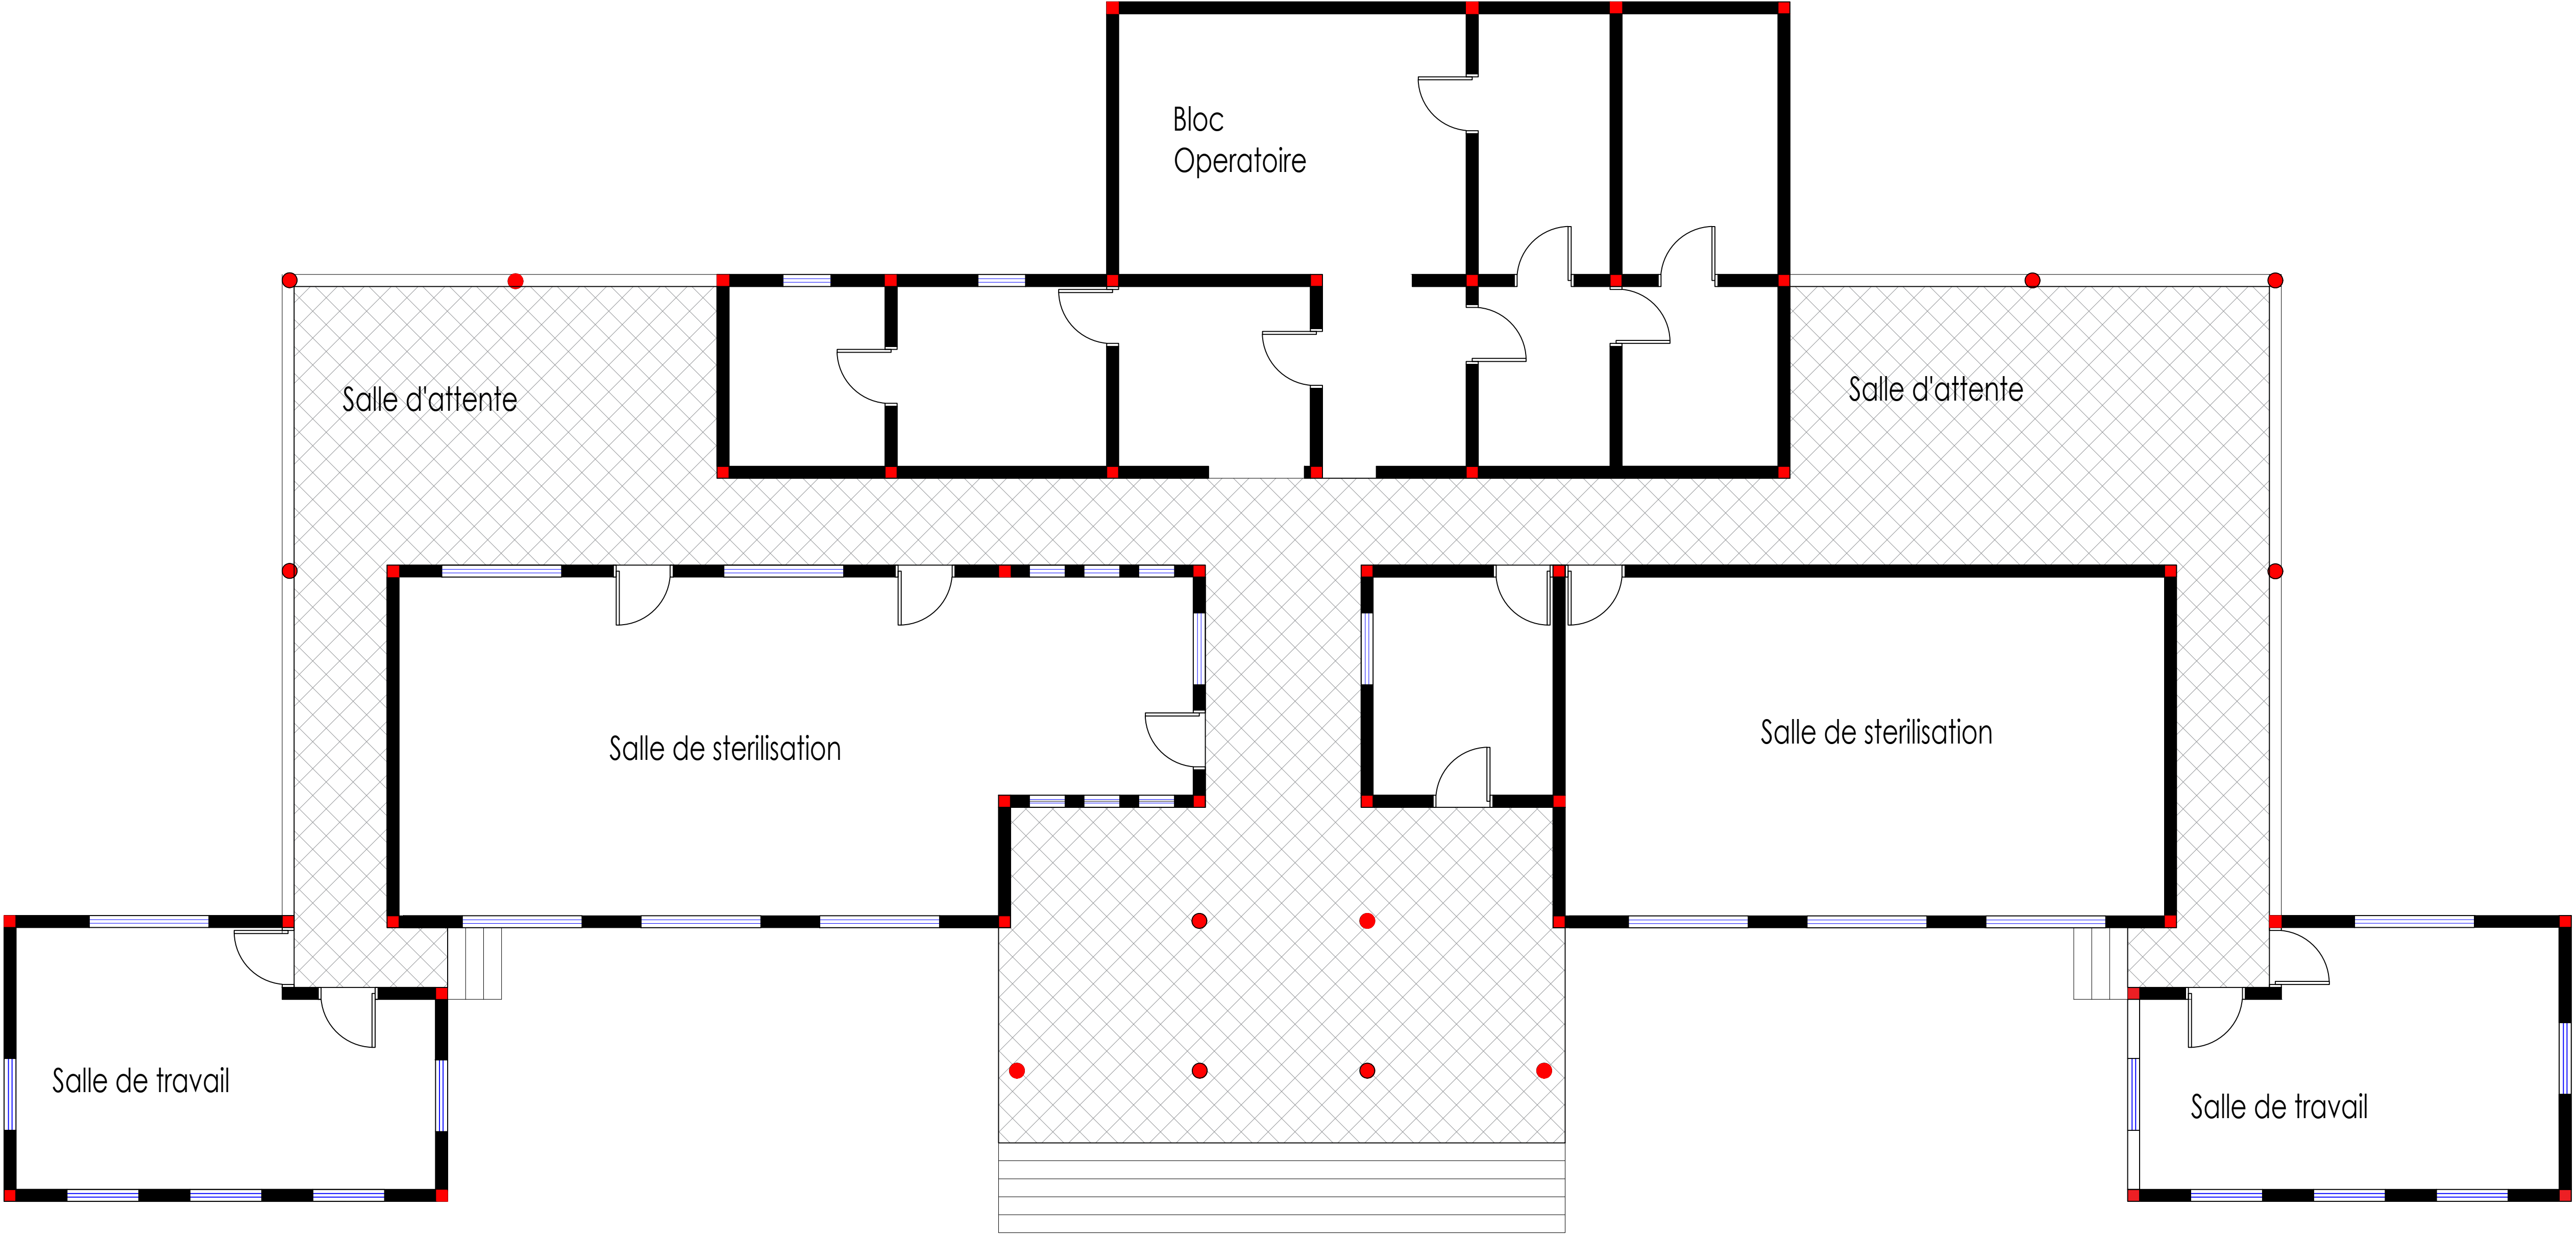 Bloc
Operatoire
Salle d'attente
Salle d'attente
Salle de sterilisation
Salle de sterilisation
Salle de travail
Salle de travail